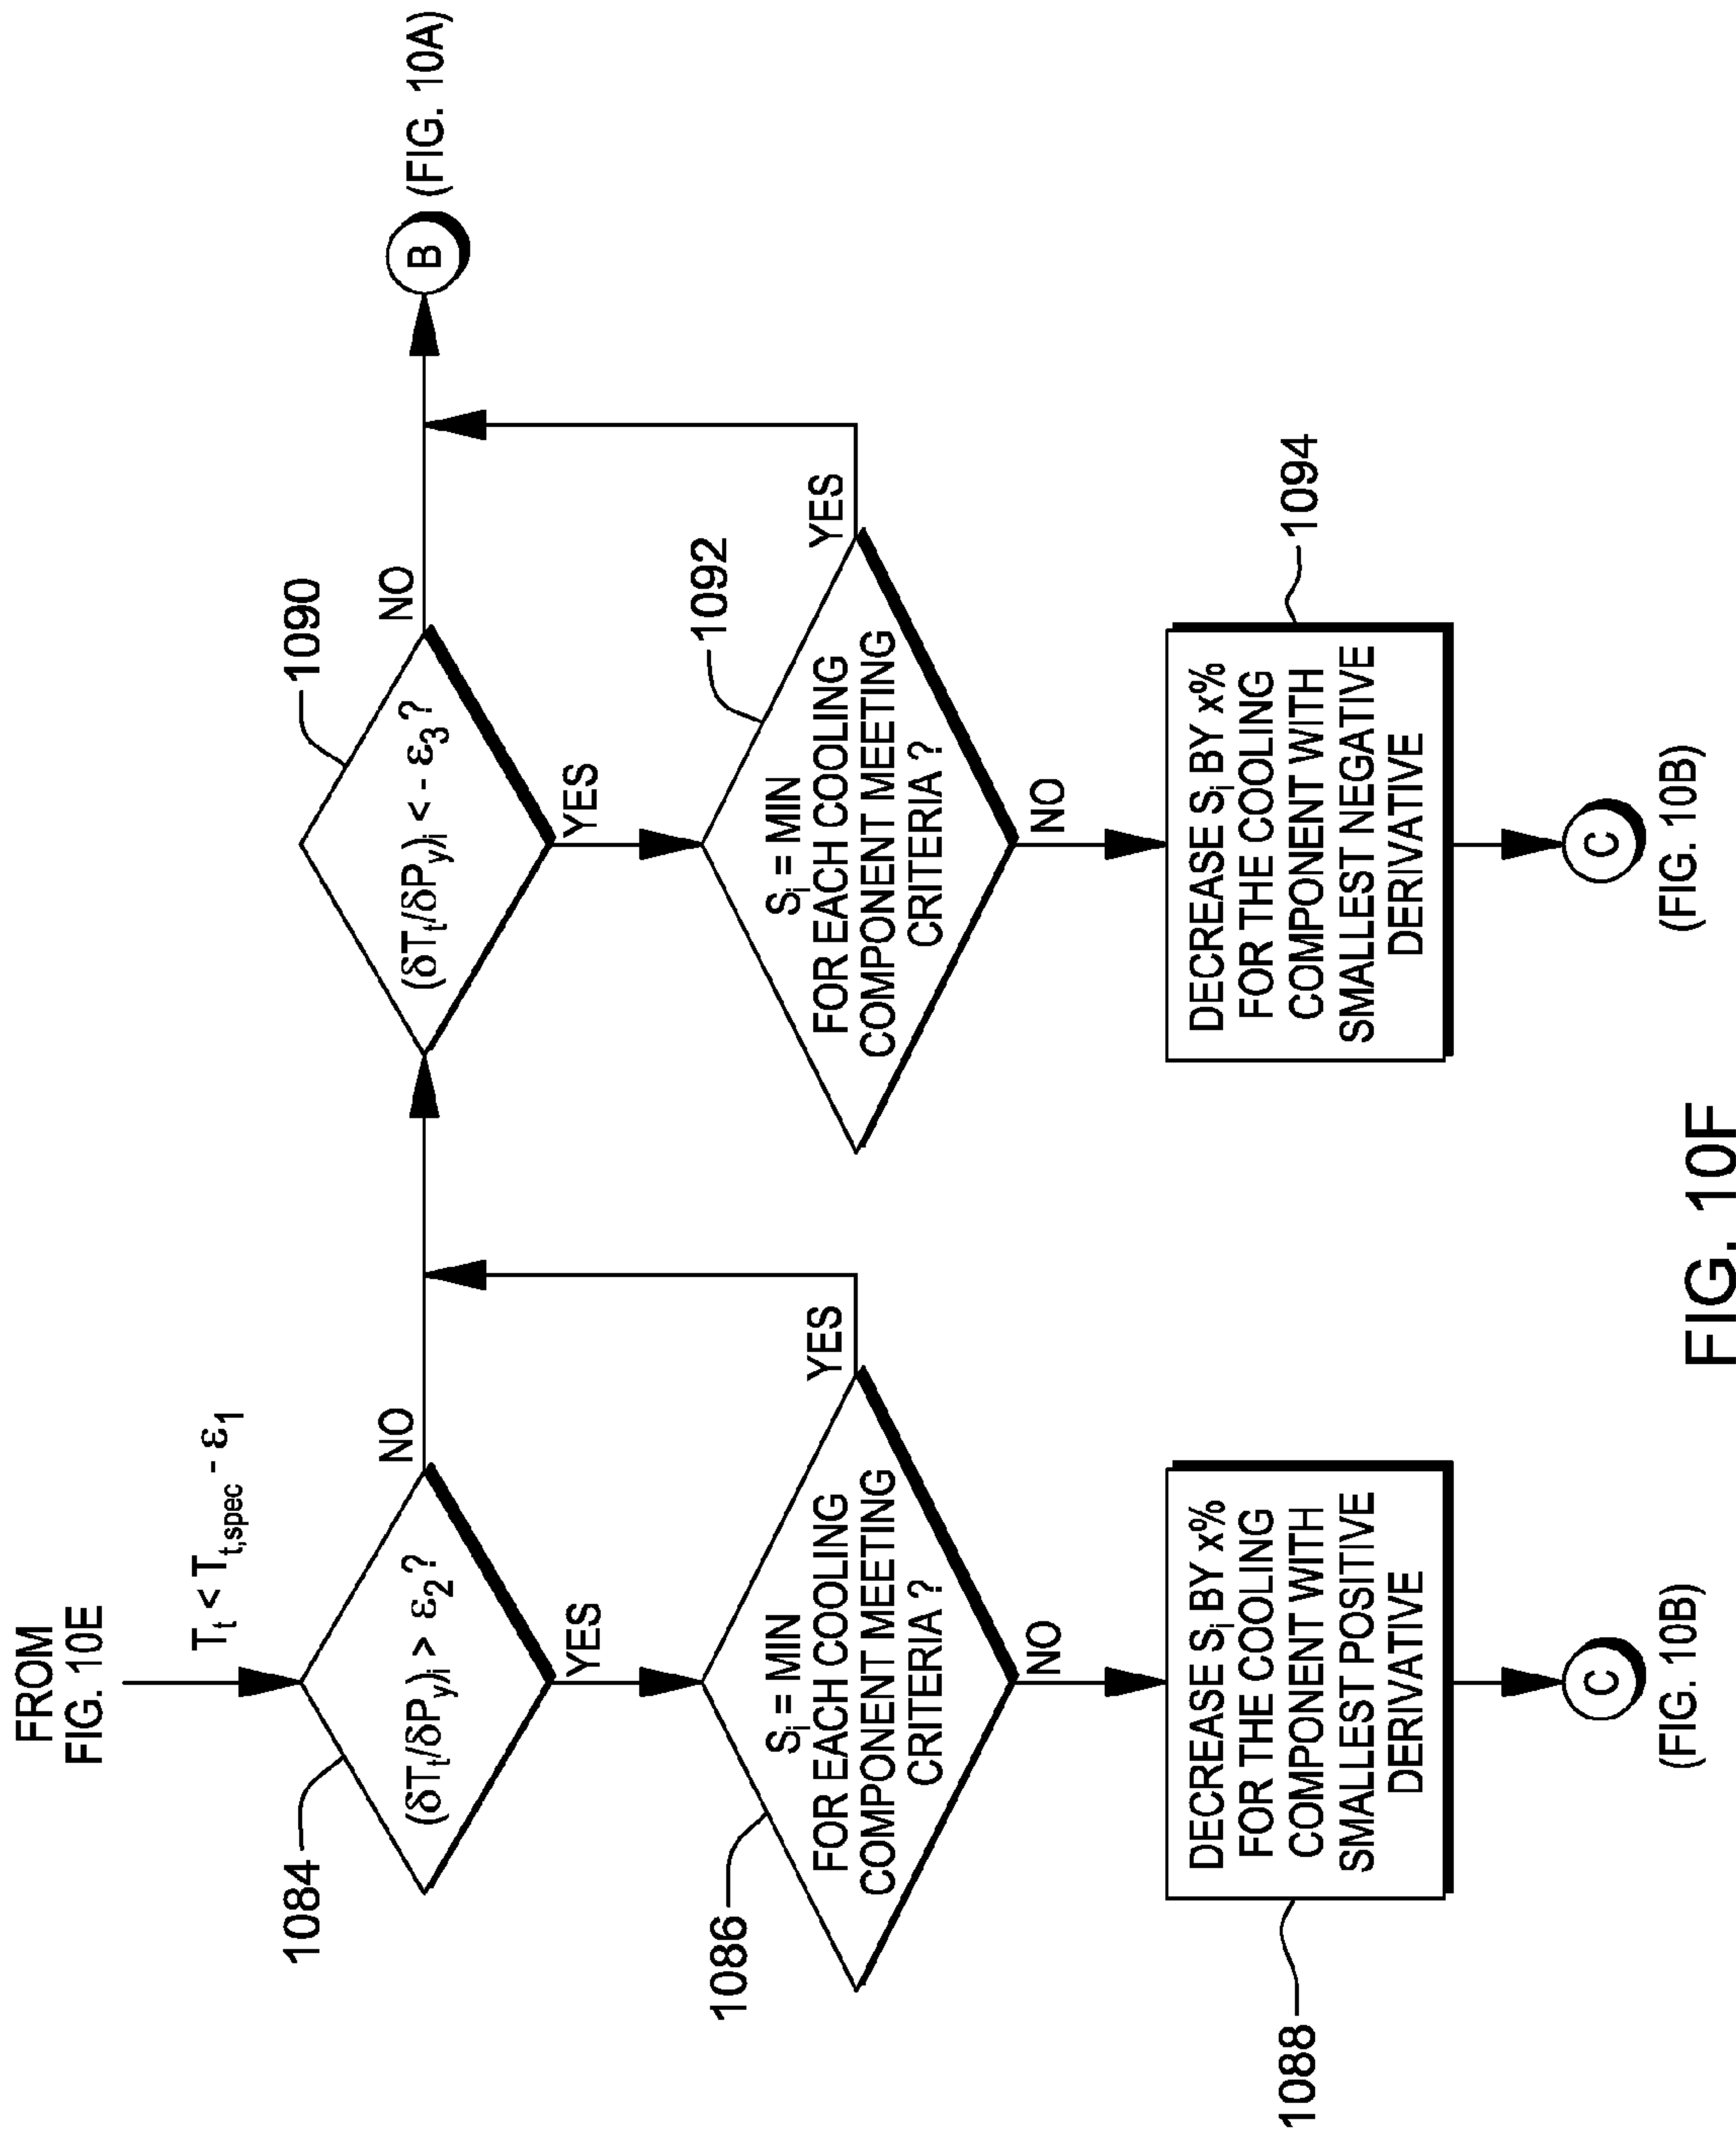 FROM
FIG. 10E
T_t < T_t,spec - ε_1
1084
(δT_t/δP_y)_i > ε_2 ?
NO
YES
1086
S_i = MIN
FOR EACH COOLING
COMPONENT MEETING
CRITERIA ?
YES
NO
1088
DECREASE S_i BY x%
FOR THE COOLING
COMPONENT WITH
SMALLEST POSITIVE
DERIVATIVE
C
(FIG. 10B)
1090
(δT_t/δP_y)_i < - ε_3 ?
NO
B (FIG. 10A)
YES
1092
S_i = MIN
FOR EACH COOLING
COMPONENT MEETING
CRITERIA ?
YES
NO
1094
DECREASE S_i BY x%
FOR THE COOLING
COMPONENT WITH
SMALLEST NEGATIVE
DERIVATIVE
C
(FIG. 10B)
FIG. 10F